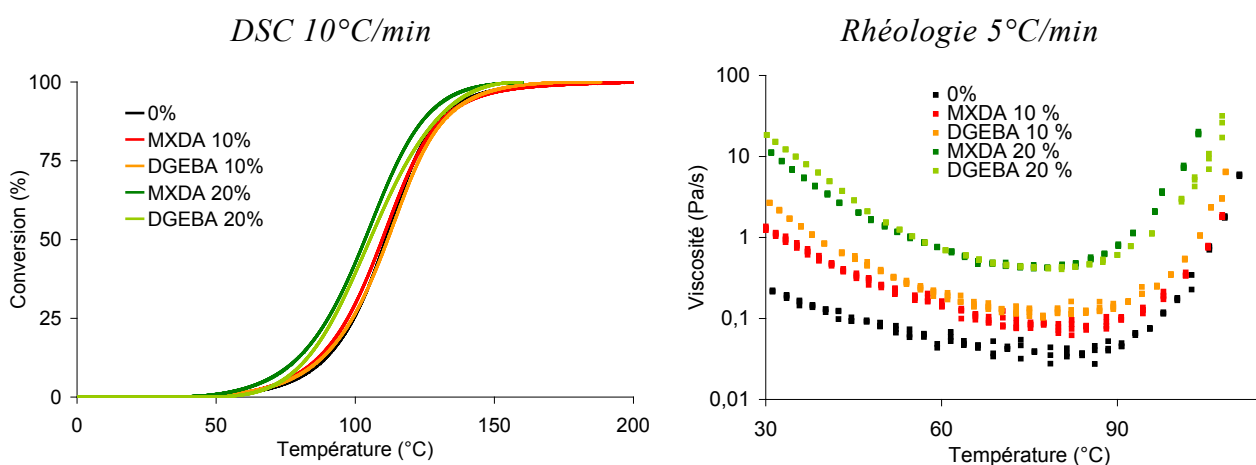 DSC 10°C/min
Conversion (%)
100
75
50
25
0
0%
MXDA 10%
DGEBA 10%
MXDA 20%
DGEBA 20%
0
50
100
150
200
Température (°C)
Rhéologie 5°C/min
Viscosité (Pa/s)
100
10
1
0,1
0,01
0%
MXDA 10 %
DGEBA 10 %
MXDA 20 %
DGEBA 20 %
30
60
90
Température (°C)